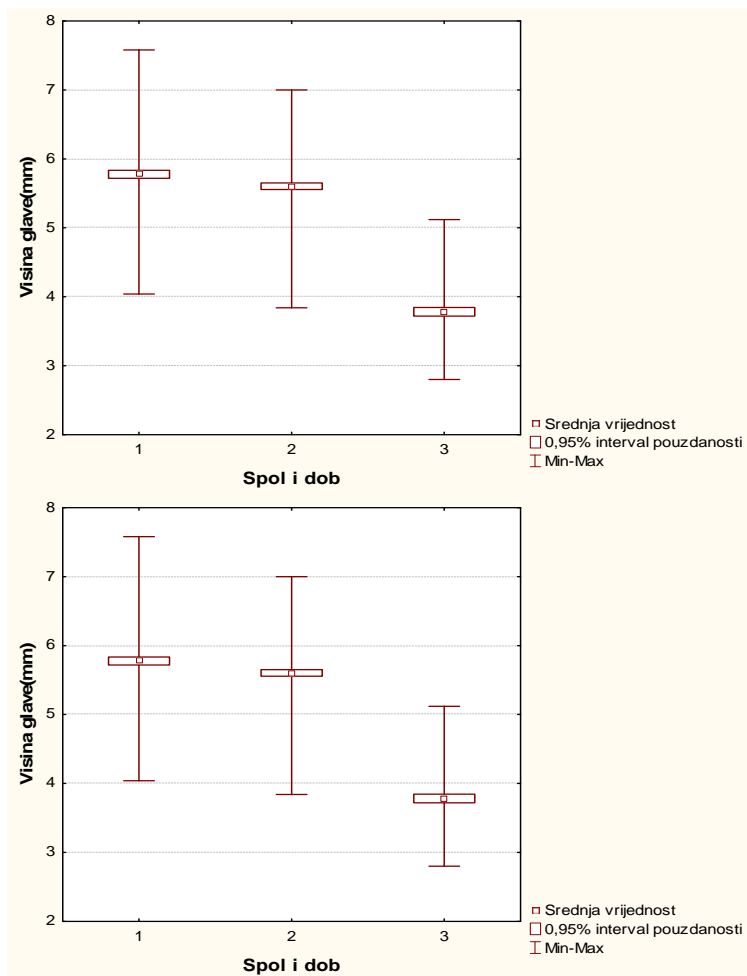 8
7
6
5
4
3
2
Visina glave(mm)
1 2 3
Spol i dob
Srednja vrijednost
0,95% interval pouzdanosti
Min-Max
8
7
6
5
4
3
2
Visina glave(mm)
1 2 3
Spol i dob
Srednja vrijednost
0,95% interval pouzdanosti
Min-Max